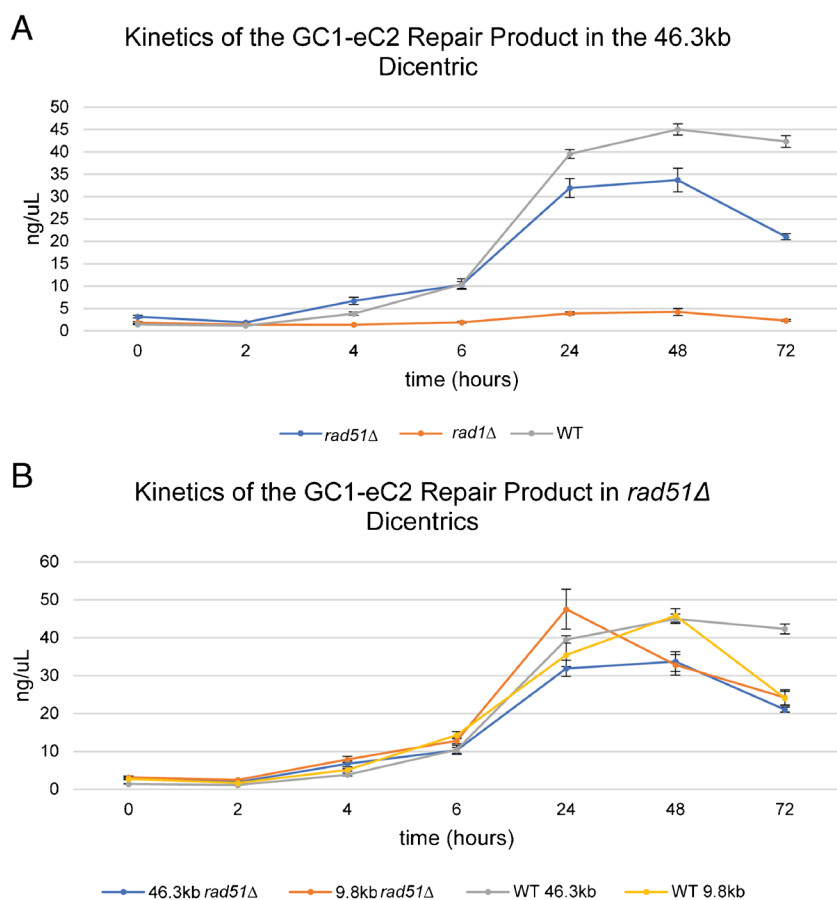 A
Kinetics of the GC1-eC2 Repair Product in the 46.3kb
Dicentric
50
45
40
35
30
25
20
15
10
5
0
ng/uL
0 2 4 6 24 48 72
time (hours)
rad51Δ rad1Δ WT
B
Kinetics of the GC1-eC2 Repair Product in rad51Δ
Dicentrics
60
50
40
30
20
10
0
ng/uL
0 2 4 6 24 48 72
time (hours)
46.3kb rad51Δ 9.8kb rad51Δ WT 46.3kb WT 9.8kb